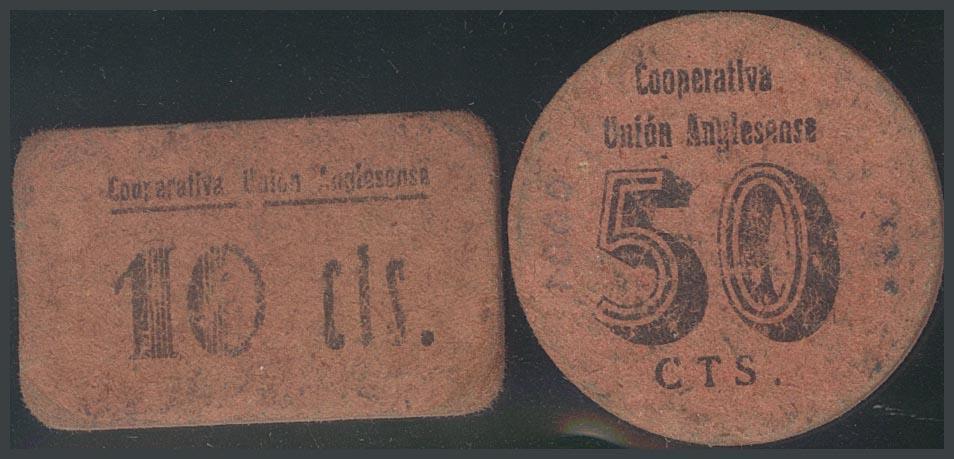 Cooperativa Unión Anglesense
10 cts.
Cooperativa
Unión Anglesense
50
CTS.